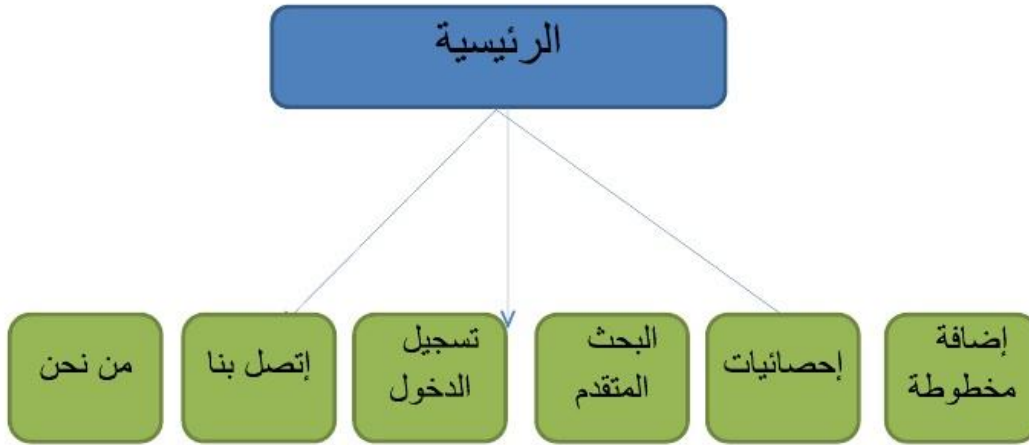 الرئيسية
إضافة
مخطوطة
إحصائيات
البحث
المتقدم
تسجيل
الدخول
إتصل بنا
من نحن